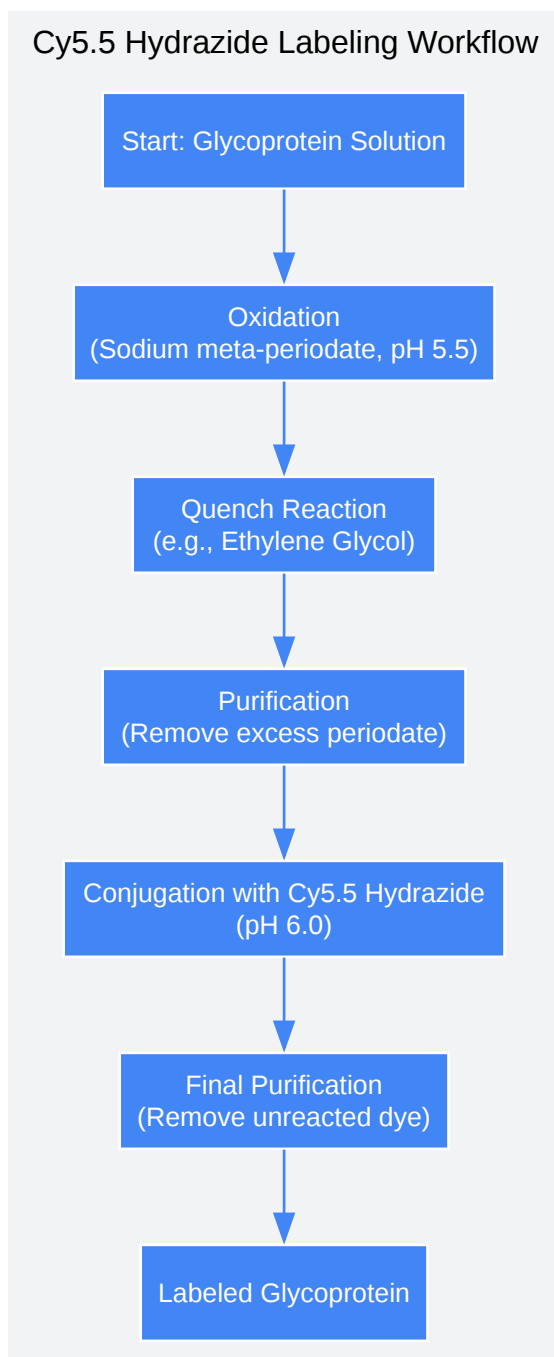 Cy5.5 Hydrazide Labeling Workflow
Start: Glycoprotein Solution
Oxidation
(Sodium meta-periodate, pH 5.5)
Quench Reaction
(e.g., Ethylene Glycol)
Purification
(Remove excess periodate)
Conjugation with Cy5.5 Hydrazide
(pH 6.0)
Final Purification
(Remove unreacted dye)
Labeled Glycoprotein